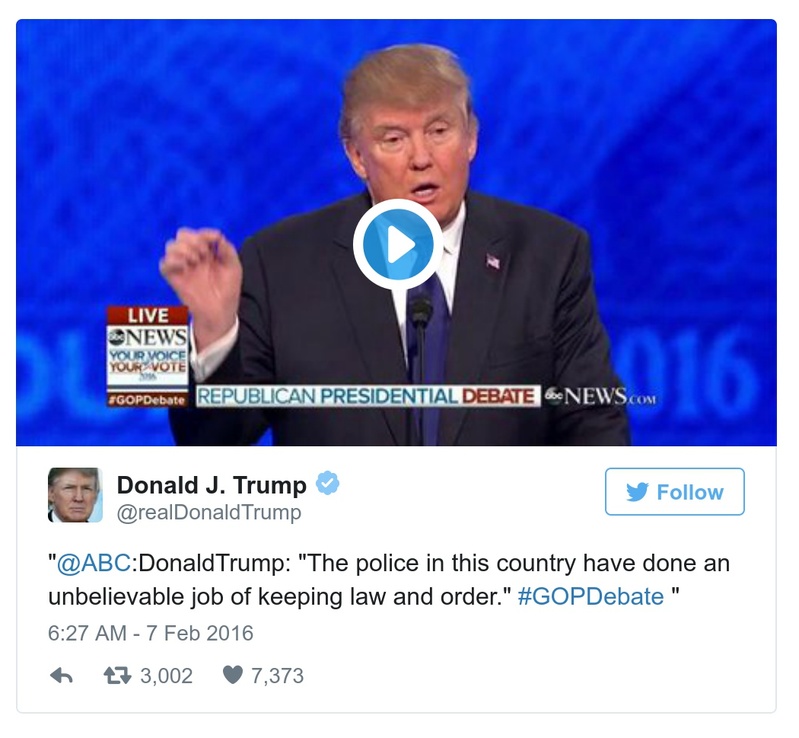 LIVE
abc NEWS
YOUR VOICE
YOUR VOTE
2016
#GOPDebate
REPUBLICAN PRESIDENTIAL DEBATE abc NEWS.COM
OU
2016
Donald J. Trump
@realDonaldTrump
Follow
"@ABC:DonaldTrump: "The police in this country have done an
unbelievable job of keeping law and order." #GOPDebate "
6:27 AM - 7 Feb 2016
3,002 7,373